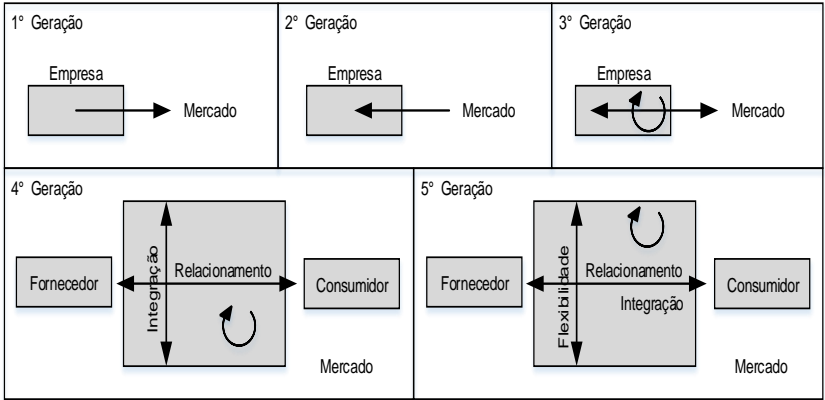 1° Geração
Empresa
Mercado
2° Geração
Empresa
Mercado
3° Geração
Empresa
Mercado
4° Geração
Fornecedor
Integração
Relacionamento
Consumidor
Mercado
5° Geração
Fornecedor
Flexibilidade
Relacionamento
Integração
Consumidor
Mercado